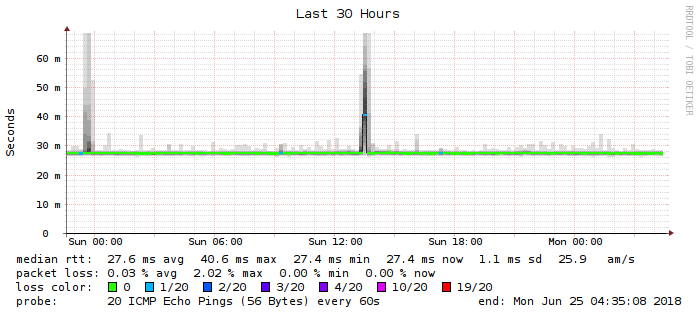 Last 30 Hours
RRDTOOL / TOBI OETIKER
Seconds
60 m
50 m
40 m
30 m
20 m
10 m
0
Sun 00:00 Sun 06:00 Sun 12:00 Sun 18:00 Mon 00:00
median rtt: 27.6 ms avg 40.6 ms max 27.4 ms min 27.4 ms now 1.1 ms sd 25.9 am/s
packet loss: 0.03 % avg 2.02 % max 0.00 % min 0.00 % now
loss color: 0 1/20 2/20 3/20 4/20 10/20 19/20
probe: 20 ICMP Echo Pings (56 Bytes) every 60s end: Mon Jun 25 04:35:08 2018